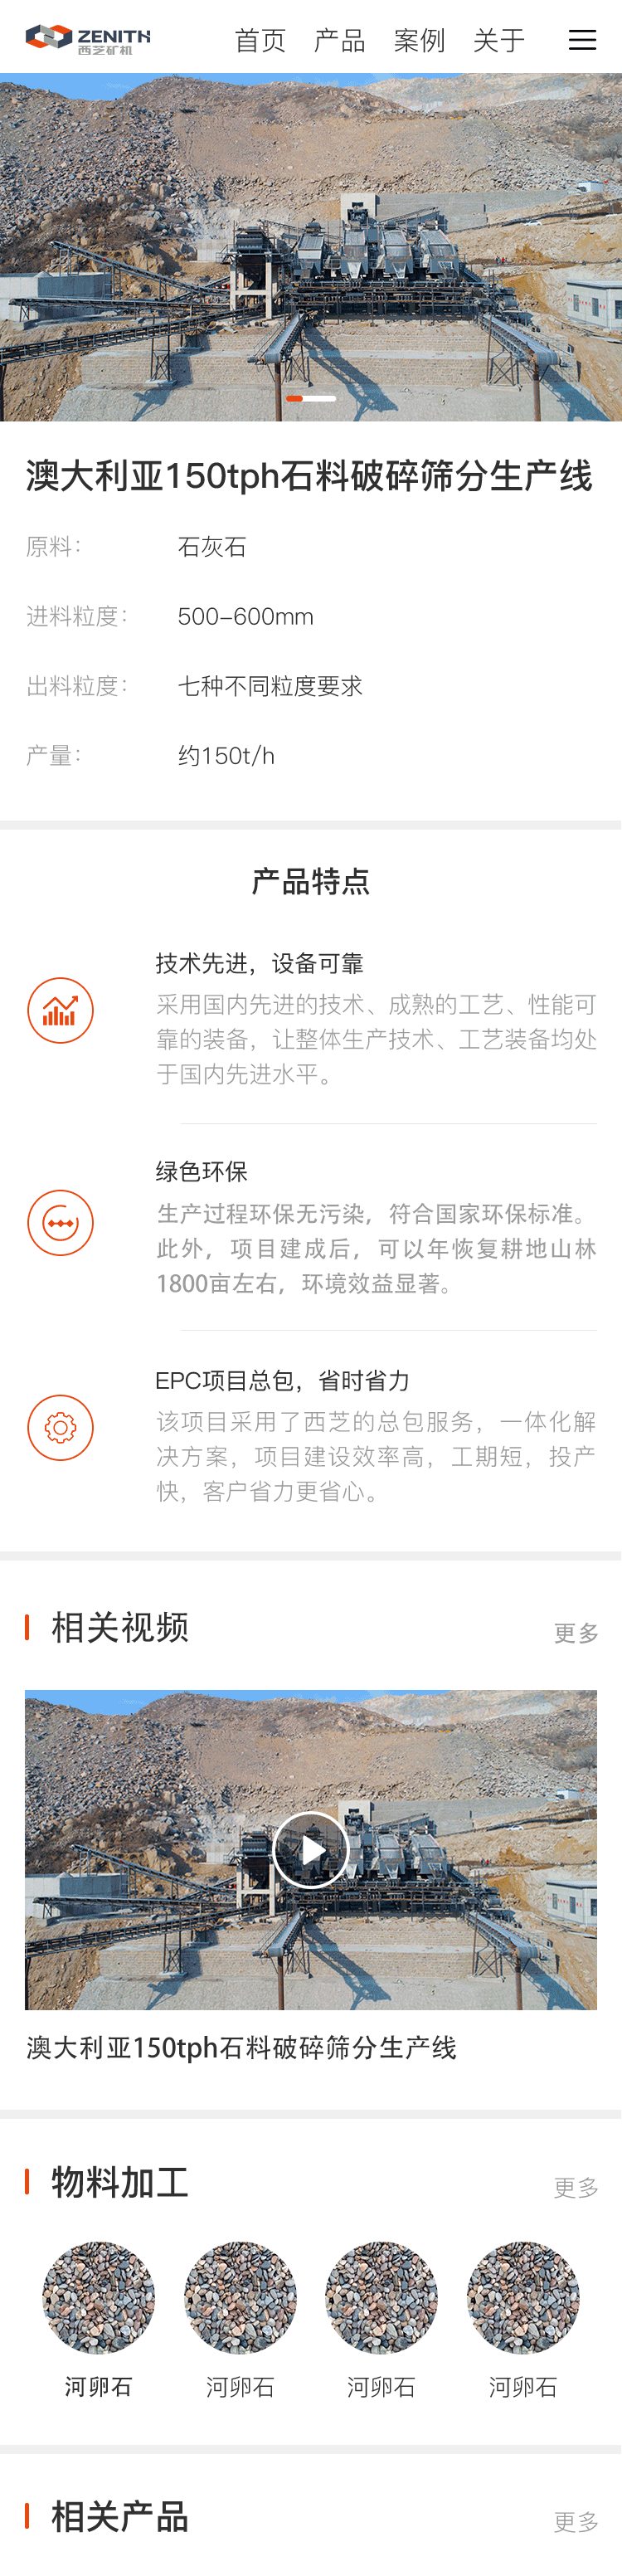 ZENITH
西芝矿机
首页 产品 案例 关于
澳大利亚150tph石料破碎筛分生产线
原料： 石灰石
进料粒度： 500-600mm
出料粒度： 七种不同粒度要求
产量： 约150t/h
产品特点
技术先进，设备可靠
采用国内先进的技术、成熟的工艺、性能可
靠的装备，让整体生产技术、工艺装备均处
于国内先进水平。
绿色环保
生产过程环保无污染，符合国家环保标准。
此外，项目建成后，可以年恢复耕地山林
1800亩左右，环境效益显著。
EPC项目总包，省时省力
该项目采用了西芝的总包服务，一体化解
决方案，项目建设效率高，工期短，投产
快，客户省力更省心。
相关视频 更多
澳大利亚150tph石料破碎筛分生产线
物料加工 更多
河卵石 河卵石 河卵石 河卵石
相关产品 更多